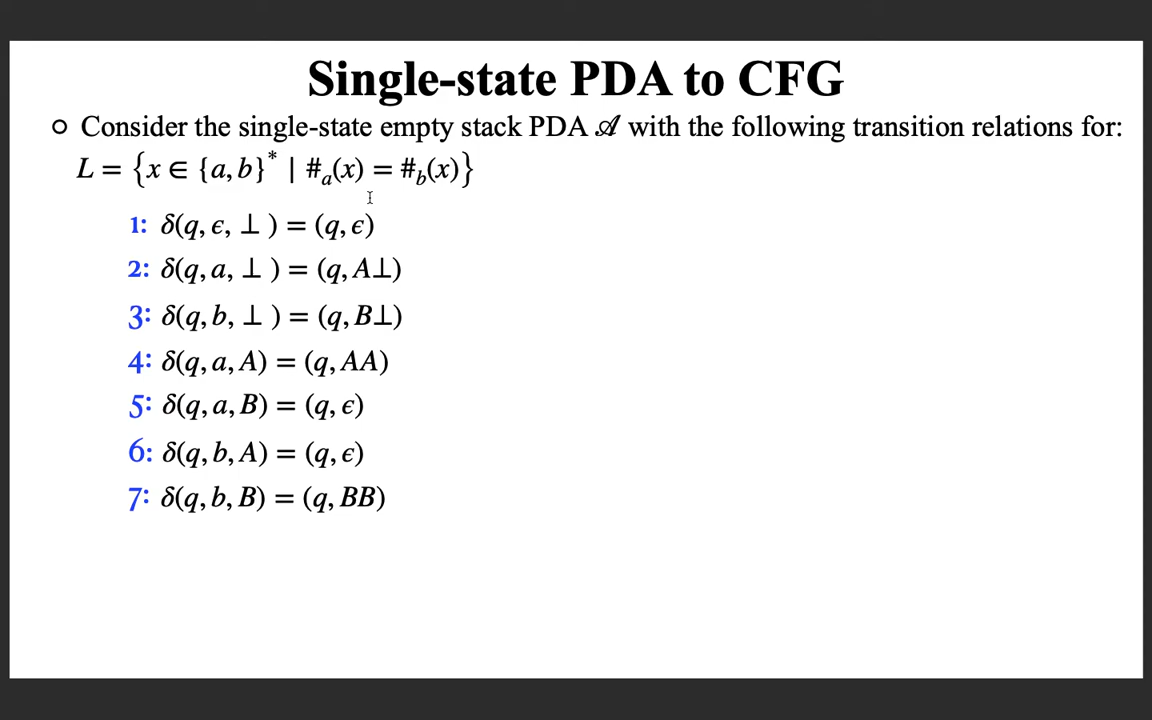 Single-state PDA to CFG
Consider the single-state empty stack PDA 𝒜 with the following transition relations for:
L = {x ∈ {a, b}* | #ₐ(x) = #_b(x)}
1: δ(q, ϵ, ⊥ ) = (q, ϵ)
2: δ(q, a, ⊥ ) = (q, A⊥)
3: δ(q, b, ⊥ ) = (q, B⊥)
4: δ(q, a, A) = (q, AA)
5: δ(q, a, B) = (q, ϵ)
6: δ(q, b, A) = (q, ϵ)
7: δ(q, b, B) = (q, BB)